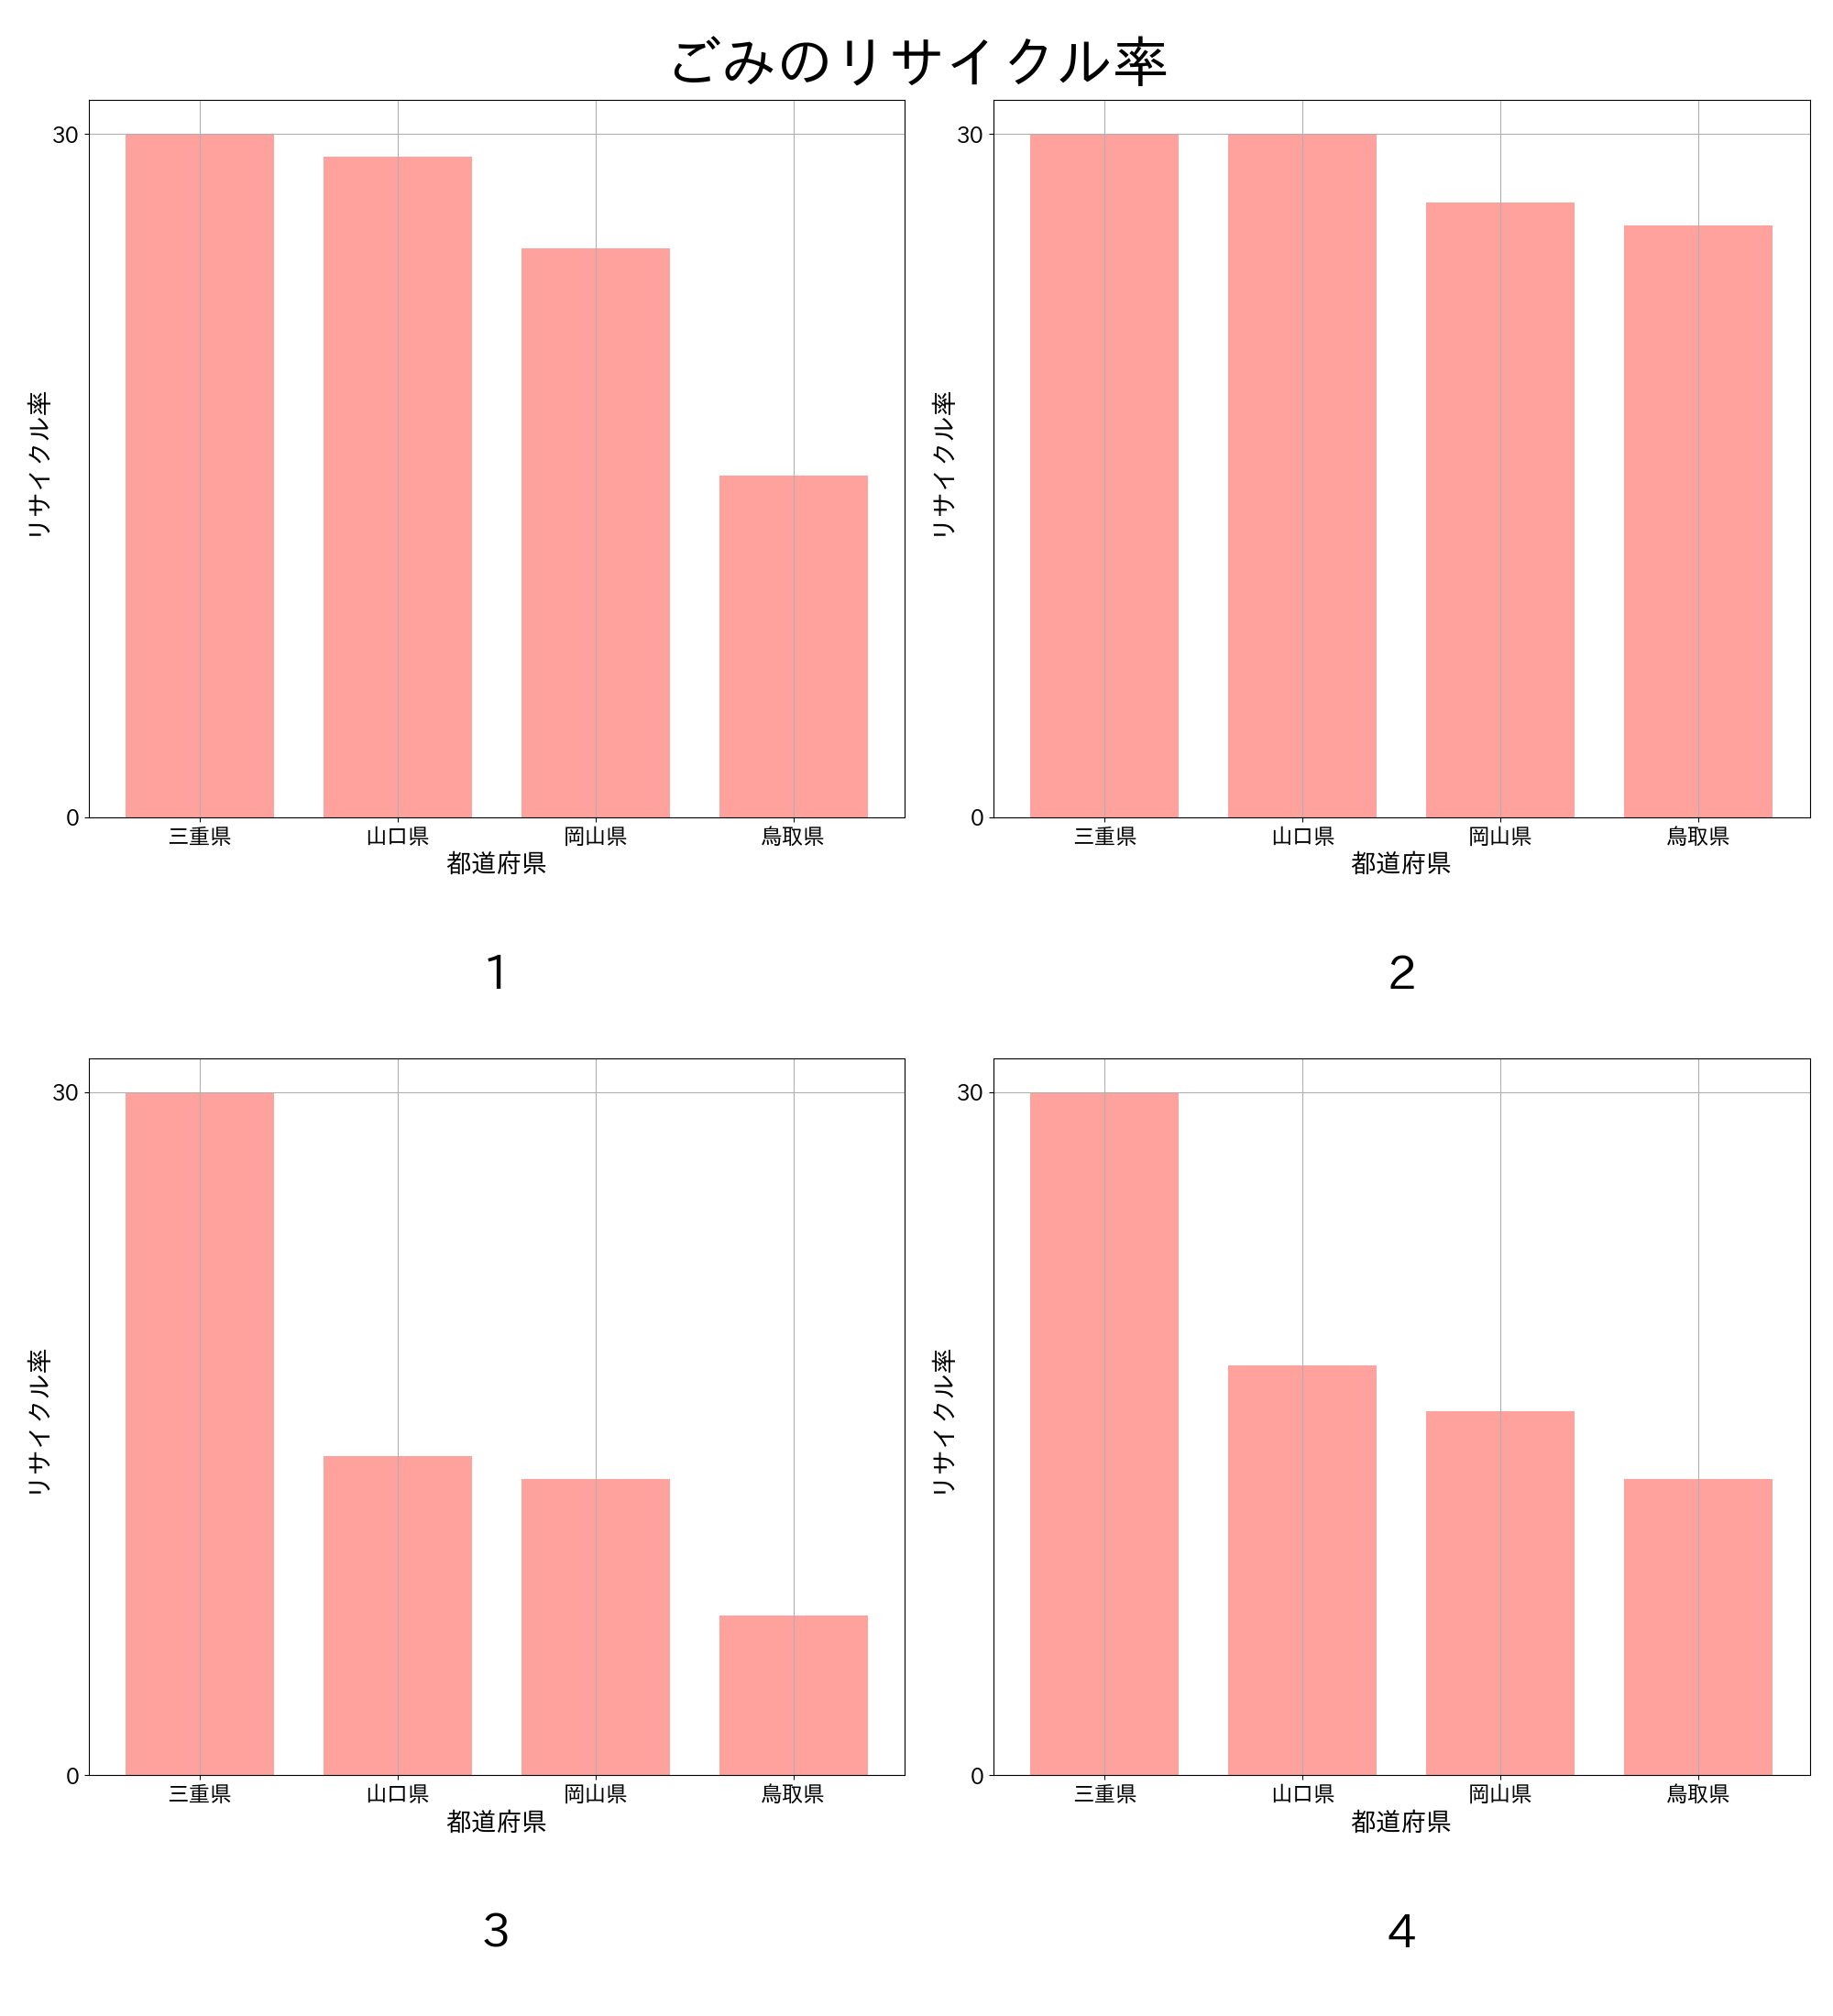 ごみのリサイクル率
30
リサイクル率
0
三重県 山口県 岡山県 鳥取県
都道府県
1
30
リサイクル率
0
三重県 山口県 岡山県 鳥取県
都道府県
2
30
リサイクル率
0
三重県 山口県 岡山県 鳥取県
都道府県
3
30
リサイクル率
0
三重県 山口県 岡山県 鳥取県
都道府県
4